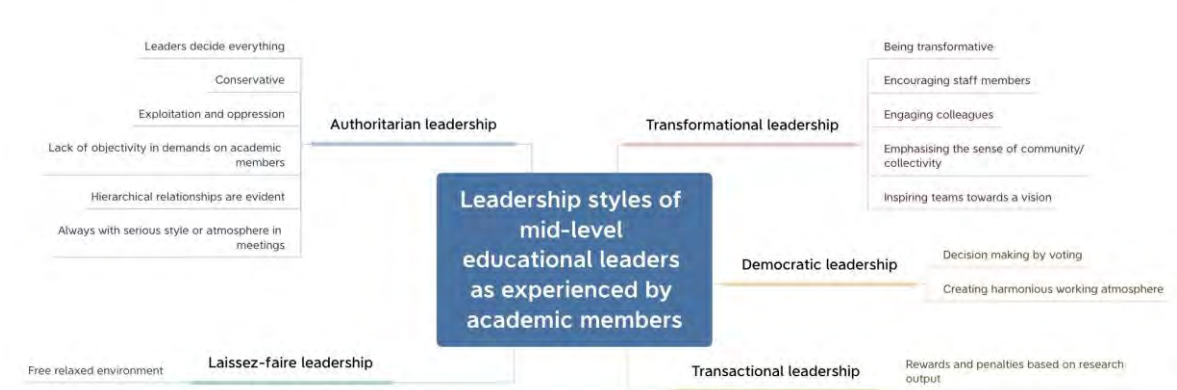 Leaders decide everything
Conservative
Exploitation and oppression
Lack of objectivity in demands on academic
members
Hierarchical relationships are evident
Always with serious style or atmosphere in
meetings
Authoritarian leadership
Free relaxed environment
Laissez-faire leadership
Leadership styles of
mid-level
educational leaders
as experienced by
academic members
Transformational leadership
Being transformative
Encouraging staff members
Engaging colleagues
Emphasising the sense of community/
collectivity
Inspiring teams towards a vision
Democratic leadership
Decision making by voting
Creating harmonious working atmosphere
Transactional leadership
Rewards and penalties based on research
output